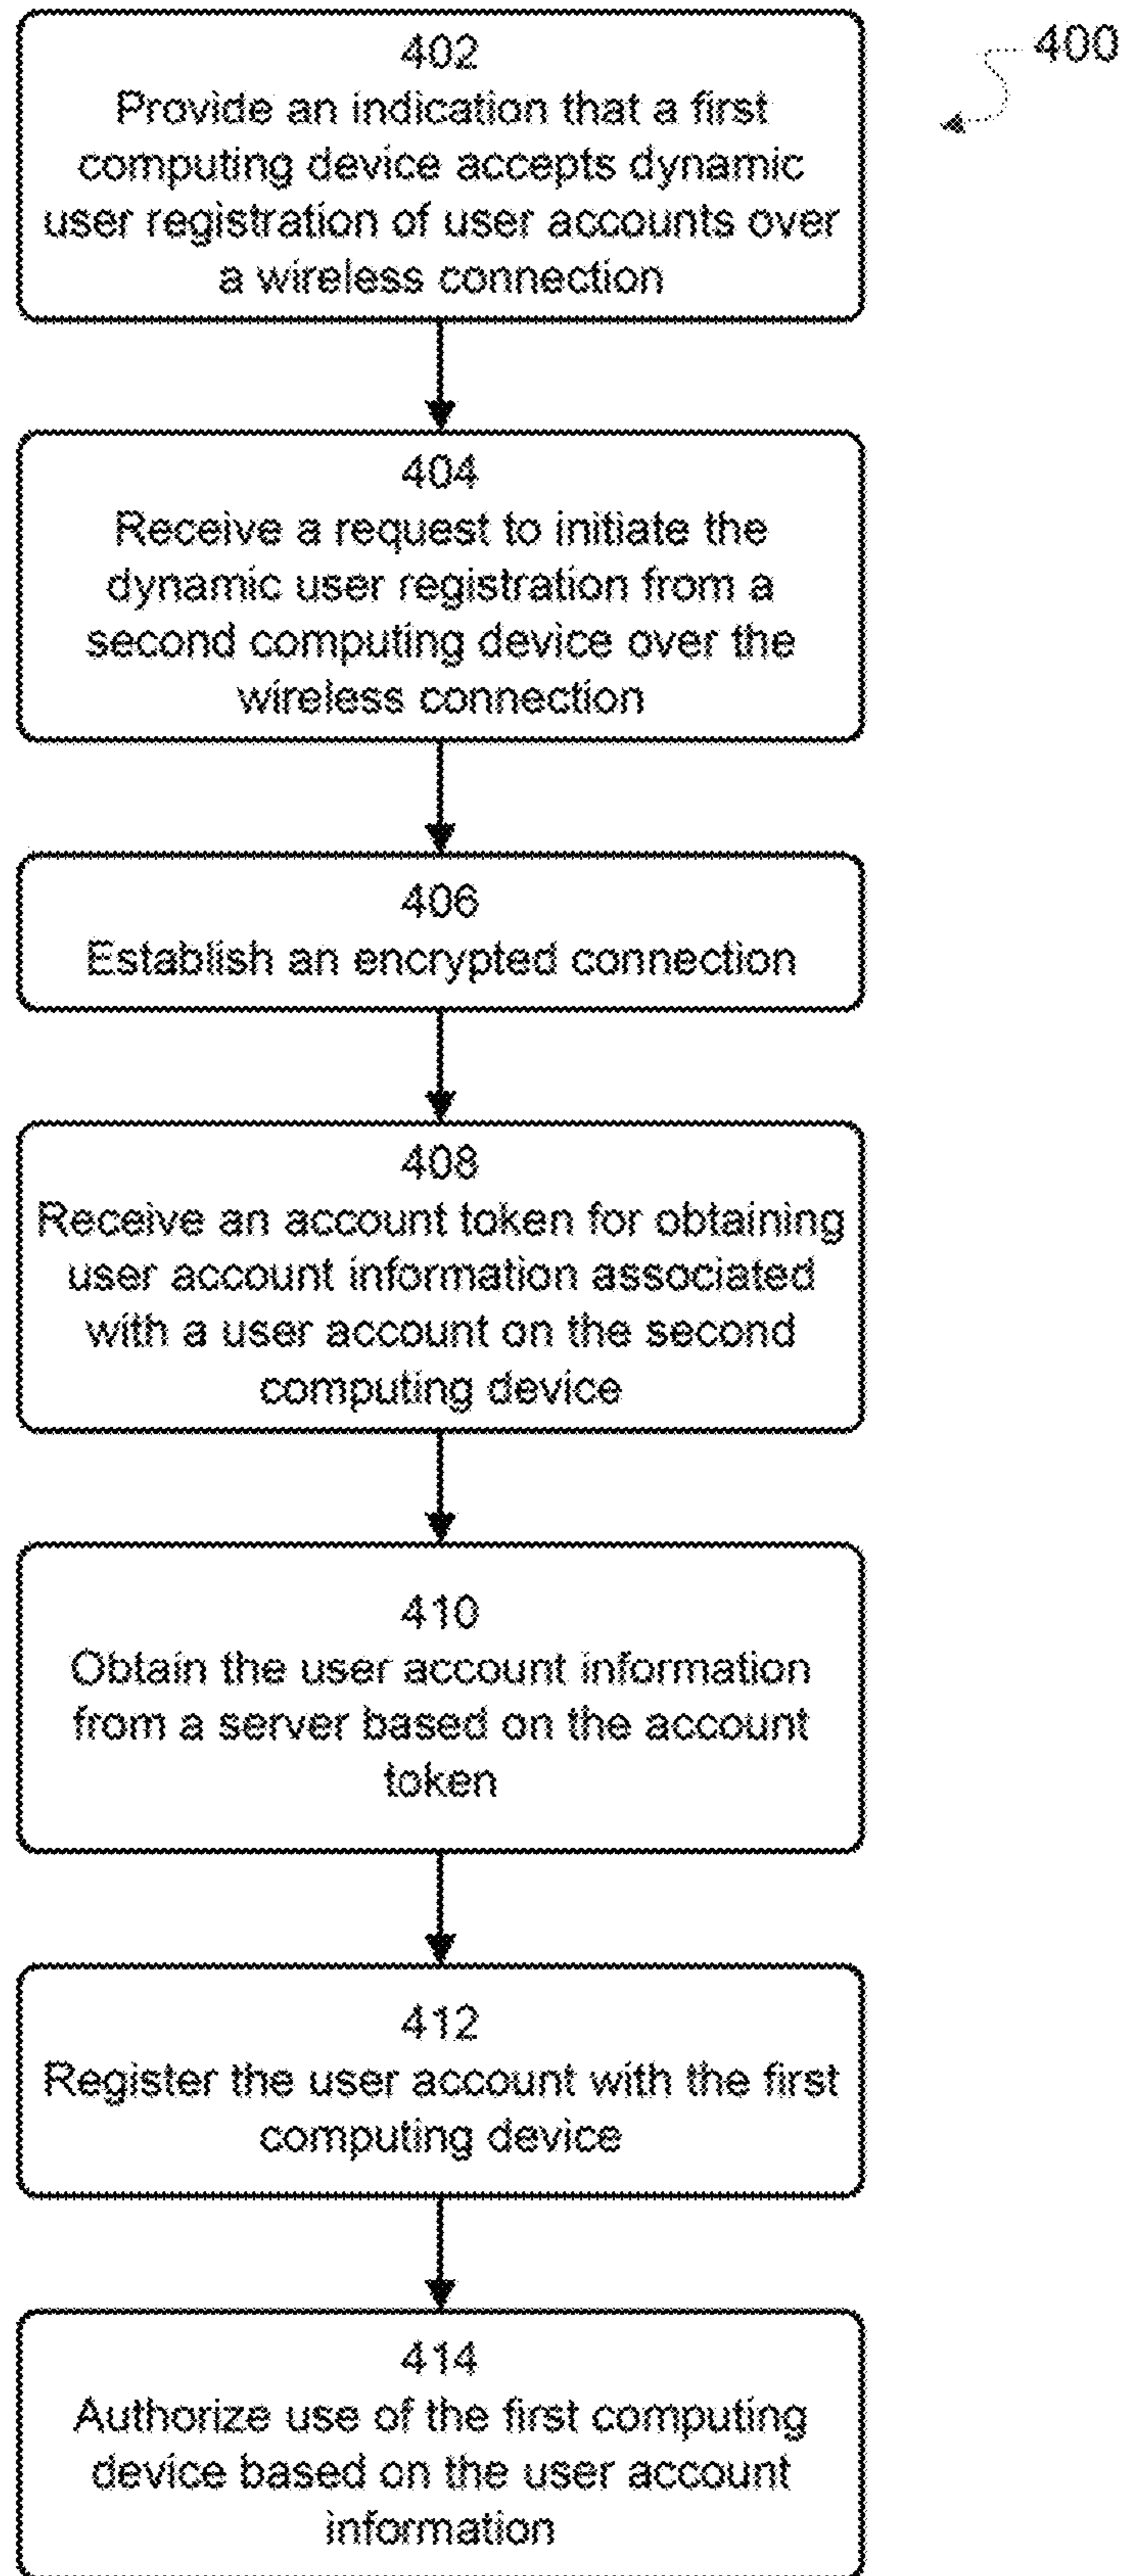 400
402
Provide an indication that a first
computing device accepts dynamic
user registration of user accounts over
a wireless connection
404
Receive a request to initiate the
dynamic user registration from a
second computing device over the
wireless connection
406
Establish an encrypted connection
408
Receive an account token for obtaining
user account information associated
with a user account on the second
computing device
410
Obtain the user account information
from a server based on the account
token
412
Register the user account with the first
computing device
414
Authorize use of the first computing
device based on the user account
information